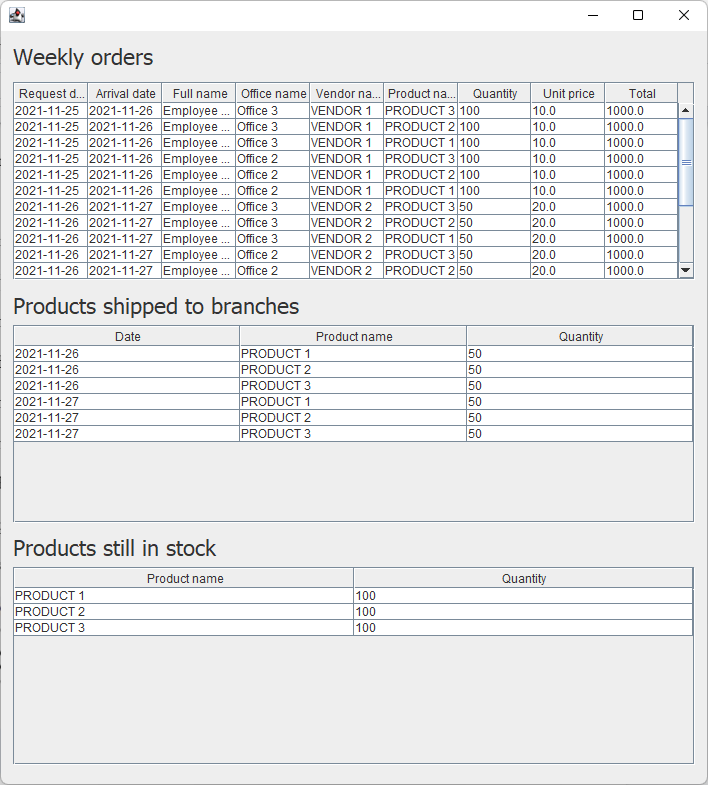 Weekly orders
Request d... Arrival date Full name Office name Vendor na... Product na... Quantity Unit price Total
2021-11-25 2021-11-26 Employee ... Office 3 VENDOR 1 PRODUCT 3 100 10.0 1000.0
2021-11-25 2021-11-26 Employee ... Office 3 VENDOR 1 PRODUCT 2 100 10.0 1000.0
2021-11-25 2021-11-26 Employee ... Office 3 VENDOR 1 PRODUCT 1 100 10.0 1000.0
2021-11-25 2021-11-26 Employee ... Office 2 VENDOR 1 PRODUCT 3 100 10.0 1000.0
2021-11-25 2021-11-26 Employee ... Office 2 VENDOR 1 PRODUCT 2 100 10.0 1000.0
2021-11-25 2021-11-26 Employee ... Office 2 VENDOR 1 PRODUCT 1 100 10.0 1000.0
2021-11-26 2021-11-27 Employee ... Office 3 VENDOR 2 PRODUCT 3 50 20.0 1000.0
2021-11-26 2021-11-27 Employee ... Office 3 VENDOR 2 PRODUCT 2 50 20.0 1000.0
2021-11-26 2021-11-27 Employee ... Office 3 VENDOR 2 PRODUCT 1 50 20.0 1000.0
2021-11-26 2021-11-27 Employee ... Office 2 VENDOR 2 PRODUCT 3 50 20.0 1000.0
2021-11-26 2021-11-27 Employee ... Office 2 VENDOR 2 PRODUCT 2 50 20.0 1000.0
Products shipped to branches
Date Product name Quantity
2021-11-26 PRODUCT 1 50
2021-11-26 PRODUCT 2 50
2021-11-26 PRODUCT 3 50
2021-11-27 PRODUCT 1 50
2021-11-27 PRODUCT 2 50
2021-11-27 PRODUCT 3 50
Products still in stock
Product name Quantity
PRODUCT 1 100
PRODUCT 2 100
PRODUCT 3 100